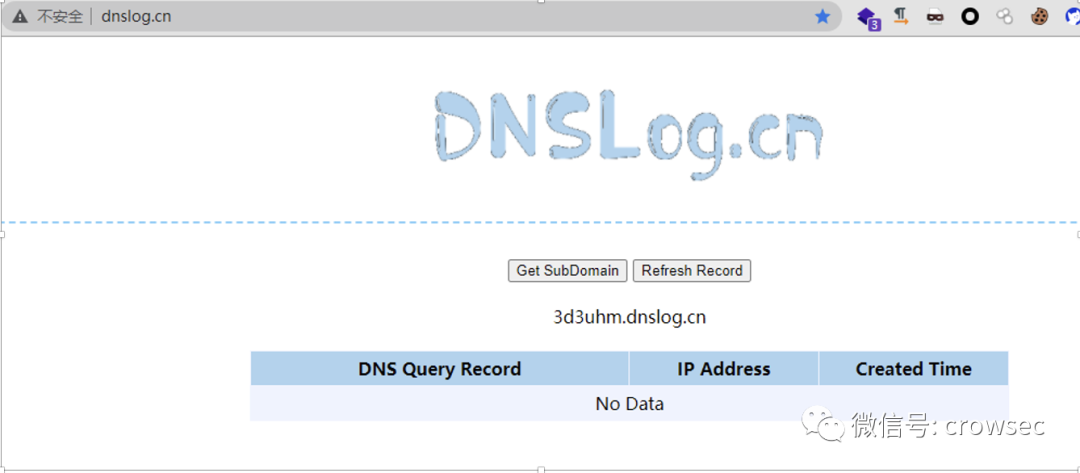 不安全 dnslog.cn
3
DNSLog.cn
Get SubDomain Refresh Record
3d3uhm.dnslog.cn
DNS Query Record IP Address Created Time
No Data
微信号: crowsec